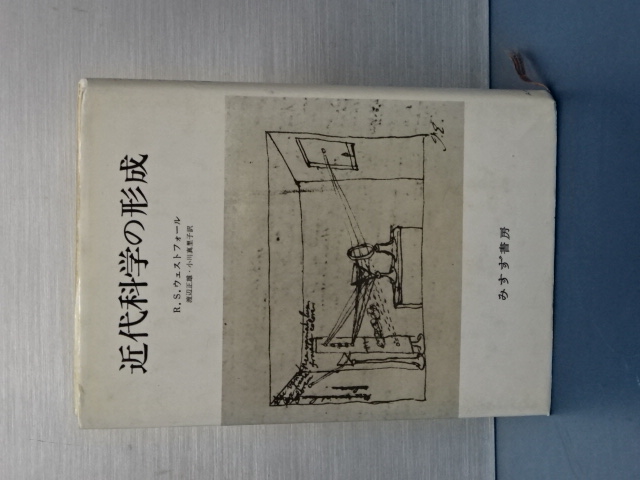 近代科学の形成
R.S.ウェストフォール
渡辺正雄・小川真里子訳
みすず書房